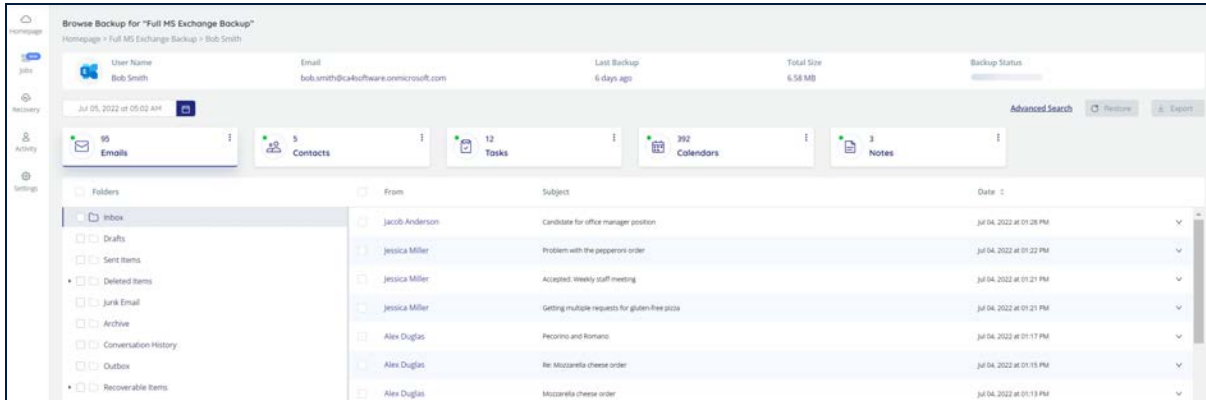 Homepage
Browse Backup for "Full MS Exchange Backup"
Homepage > Full MS Exchange Backup > Bob Smith
Jobs
User Name Email Last Backup Total Size Backup Status
Bob Smith bob.smith@ca4software.onmicrosoft.com 6 days ago 6.58 MB
Recovery
Jul 05, 2022 at 05:02 AM Advanced Search Restore Export
Activity
95 5 12 392 3
Emails Contacts Tasks Calendars Notes
Settings
Folders From Subject Date
Inbox Jacob Anderson Candidate for office manager position Jul 04, 2022 at 01:28 PM
Drafts
Jessica Miller Problem with the pepperoni order Jul 04, 2022 at 01:22 PM
Sent Items
Deleted Items Jessica Miller Accepted: Weekly staff meeting Jul 04, 2022 at 01:21 PM
Junk Email Jessica Miller Getting multiple requests for gluten-free pizza Jul 04, 2022 at 01:21 PM
Archive
Alex Duglas Pecorino and Romano Jul 04, 2022 at 01:17 PM
Conversation History
Outbox Alex Duglas Re: Mozzarella cheese order Jul 04, 2022 at 01:15 PM
Recoverable Items
Alex Duglas Mozzarella cheese order Jul 04, 2022 at 01:13 PM